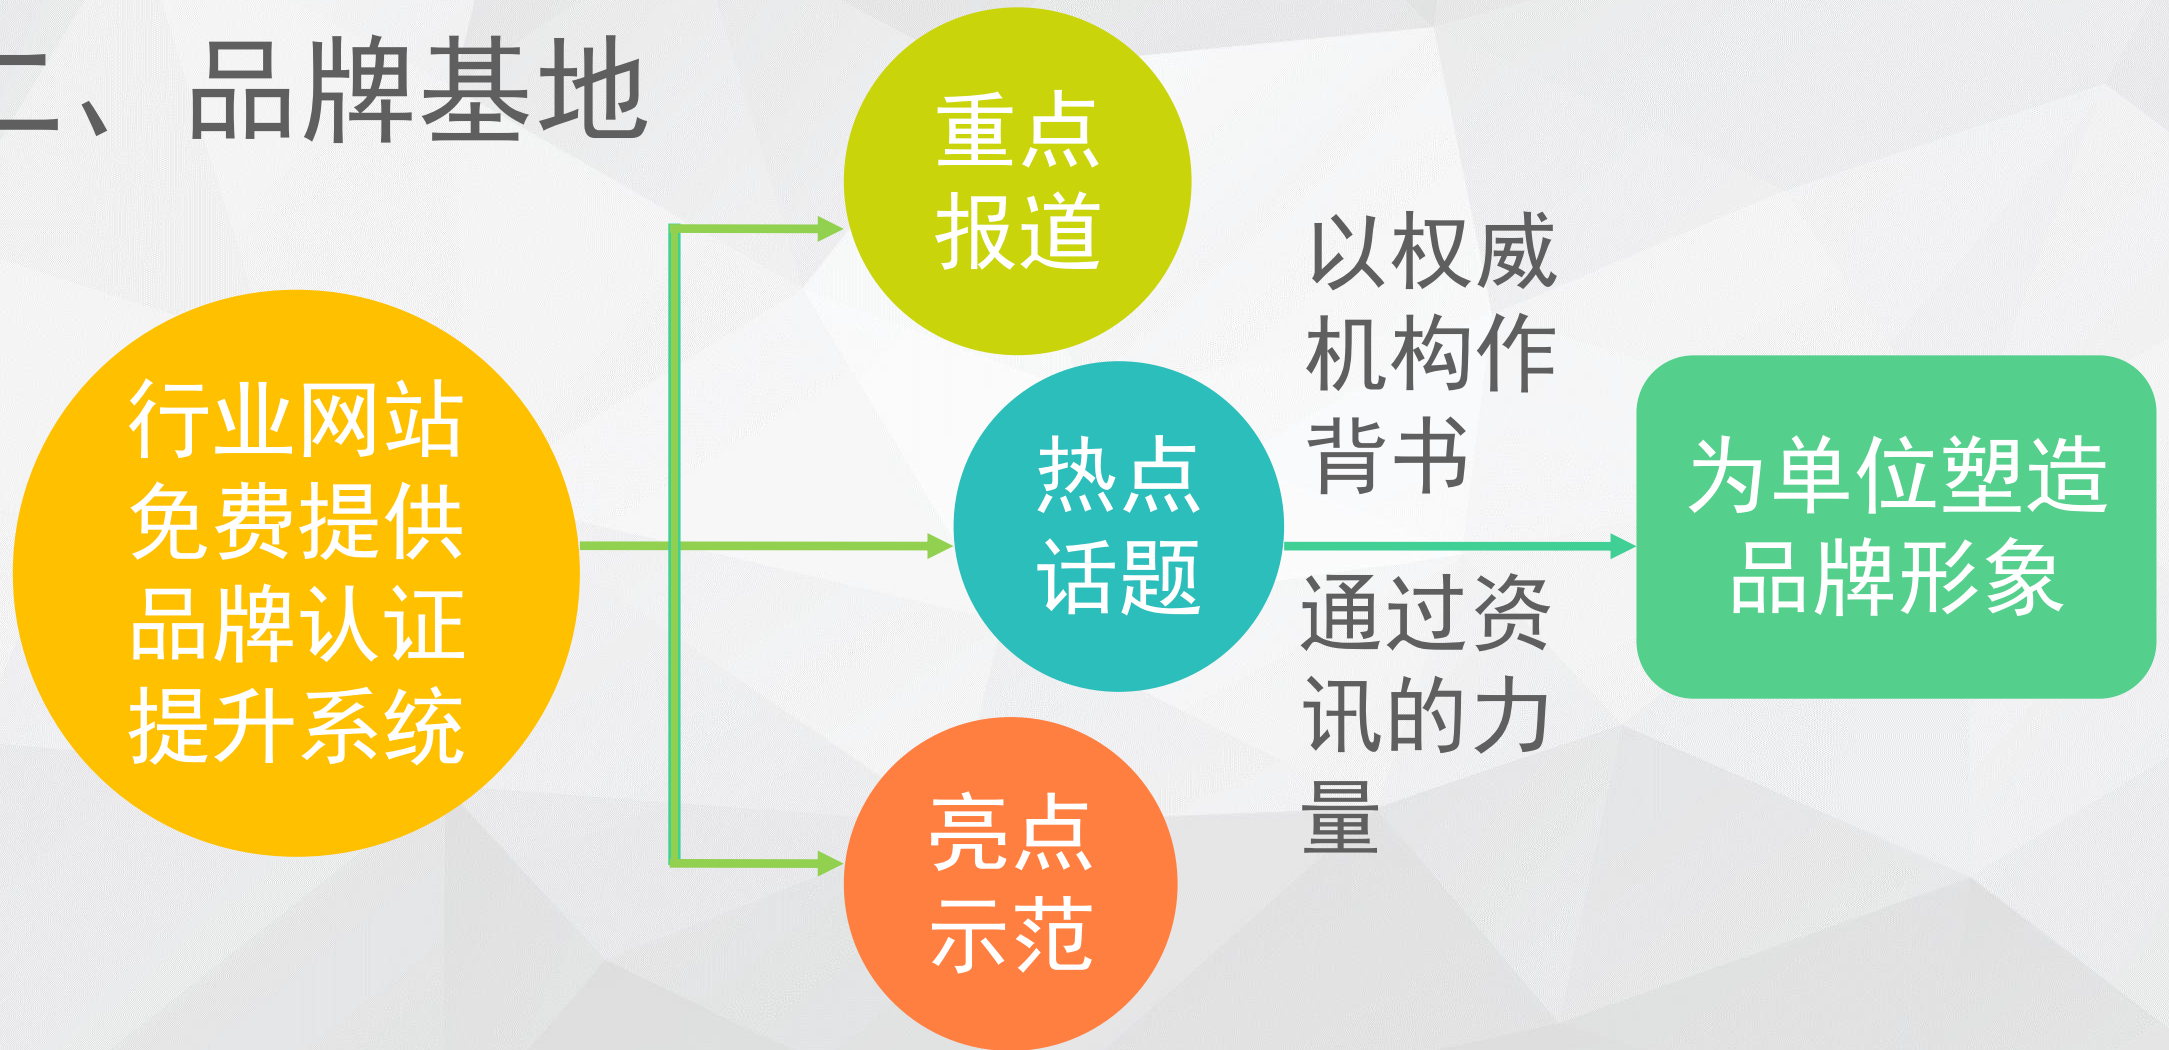 二、品牌基地
行业网站
免费提供
品牌认证
提升系统
重点
报道
热点
话题
亮点
示范
以权威
机构作
背书
通过资
讯的力
量
为单位塑造
品牌形象